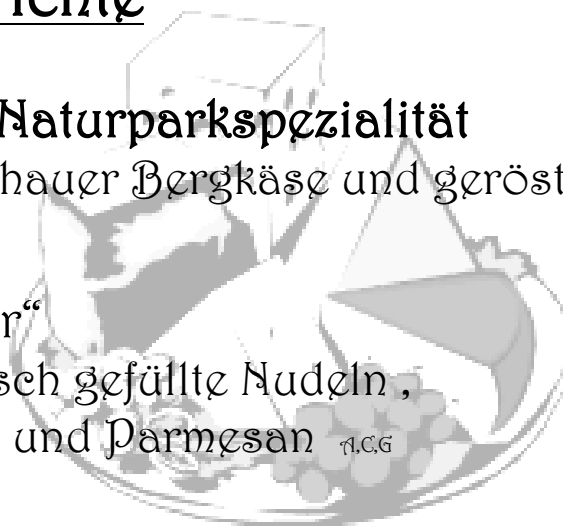 ichte
Naturparkspezialität
hauer Bergkäse und geröst
r“
sch gefüllte Nudeln ,
und Parmesan A,C,G